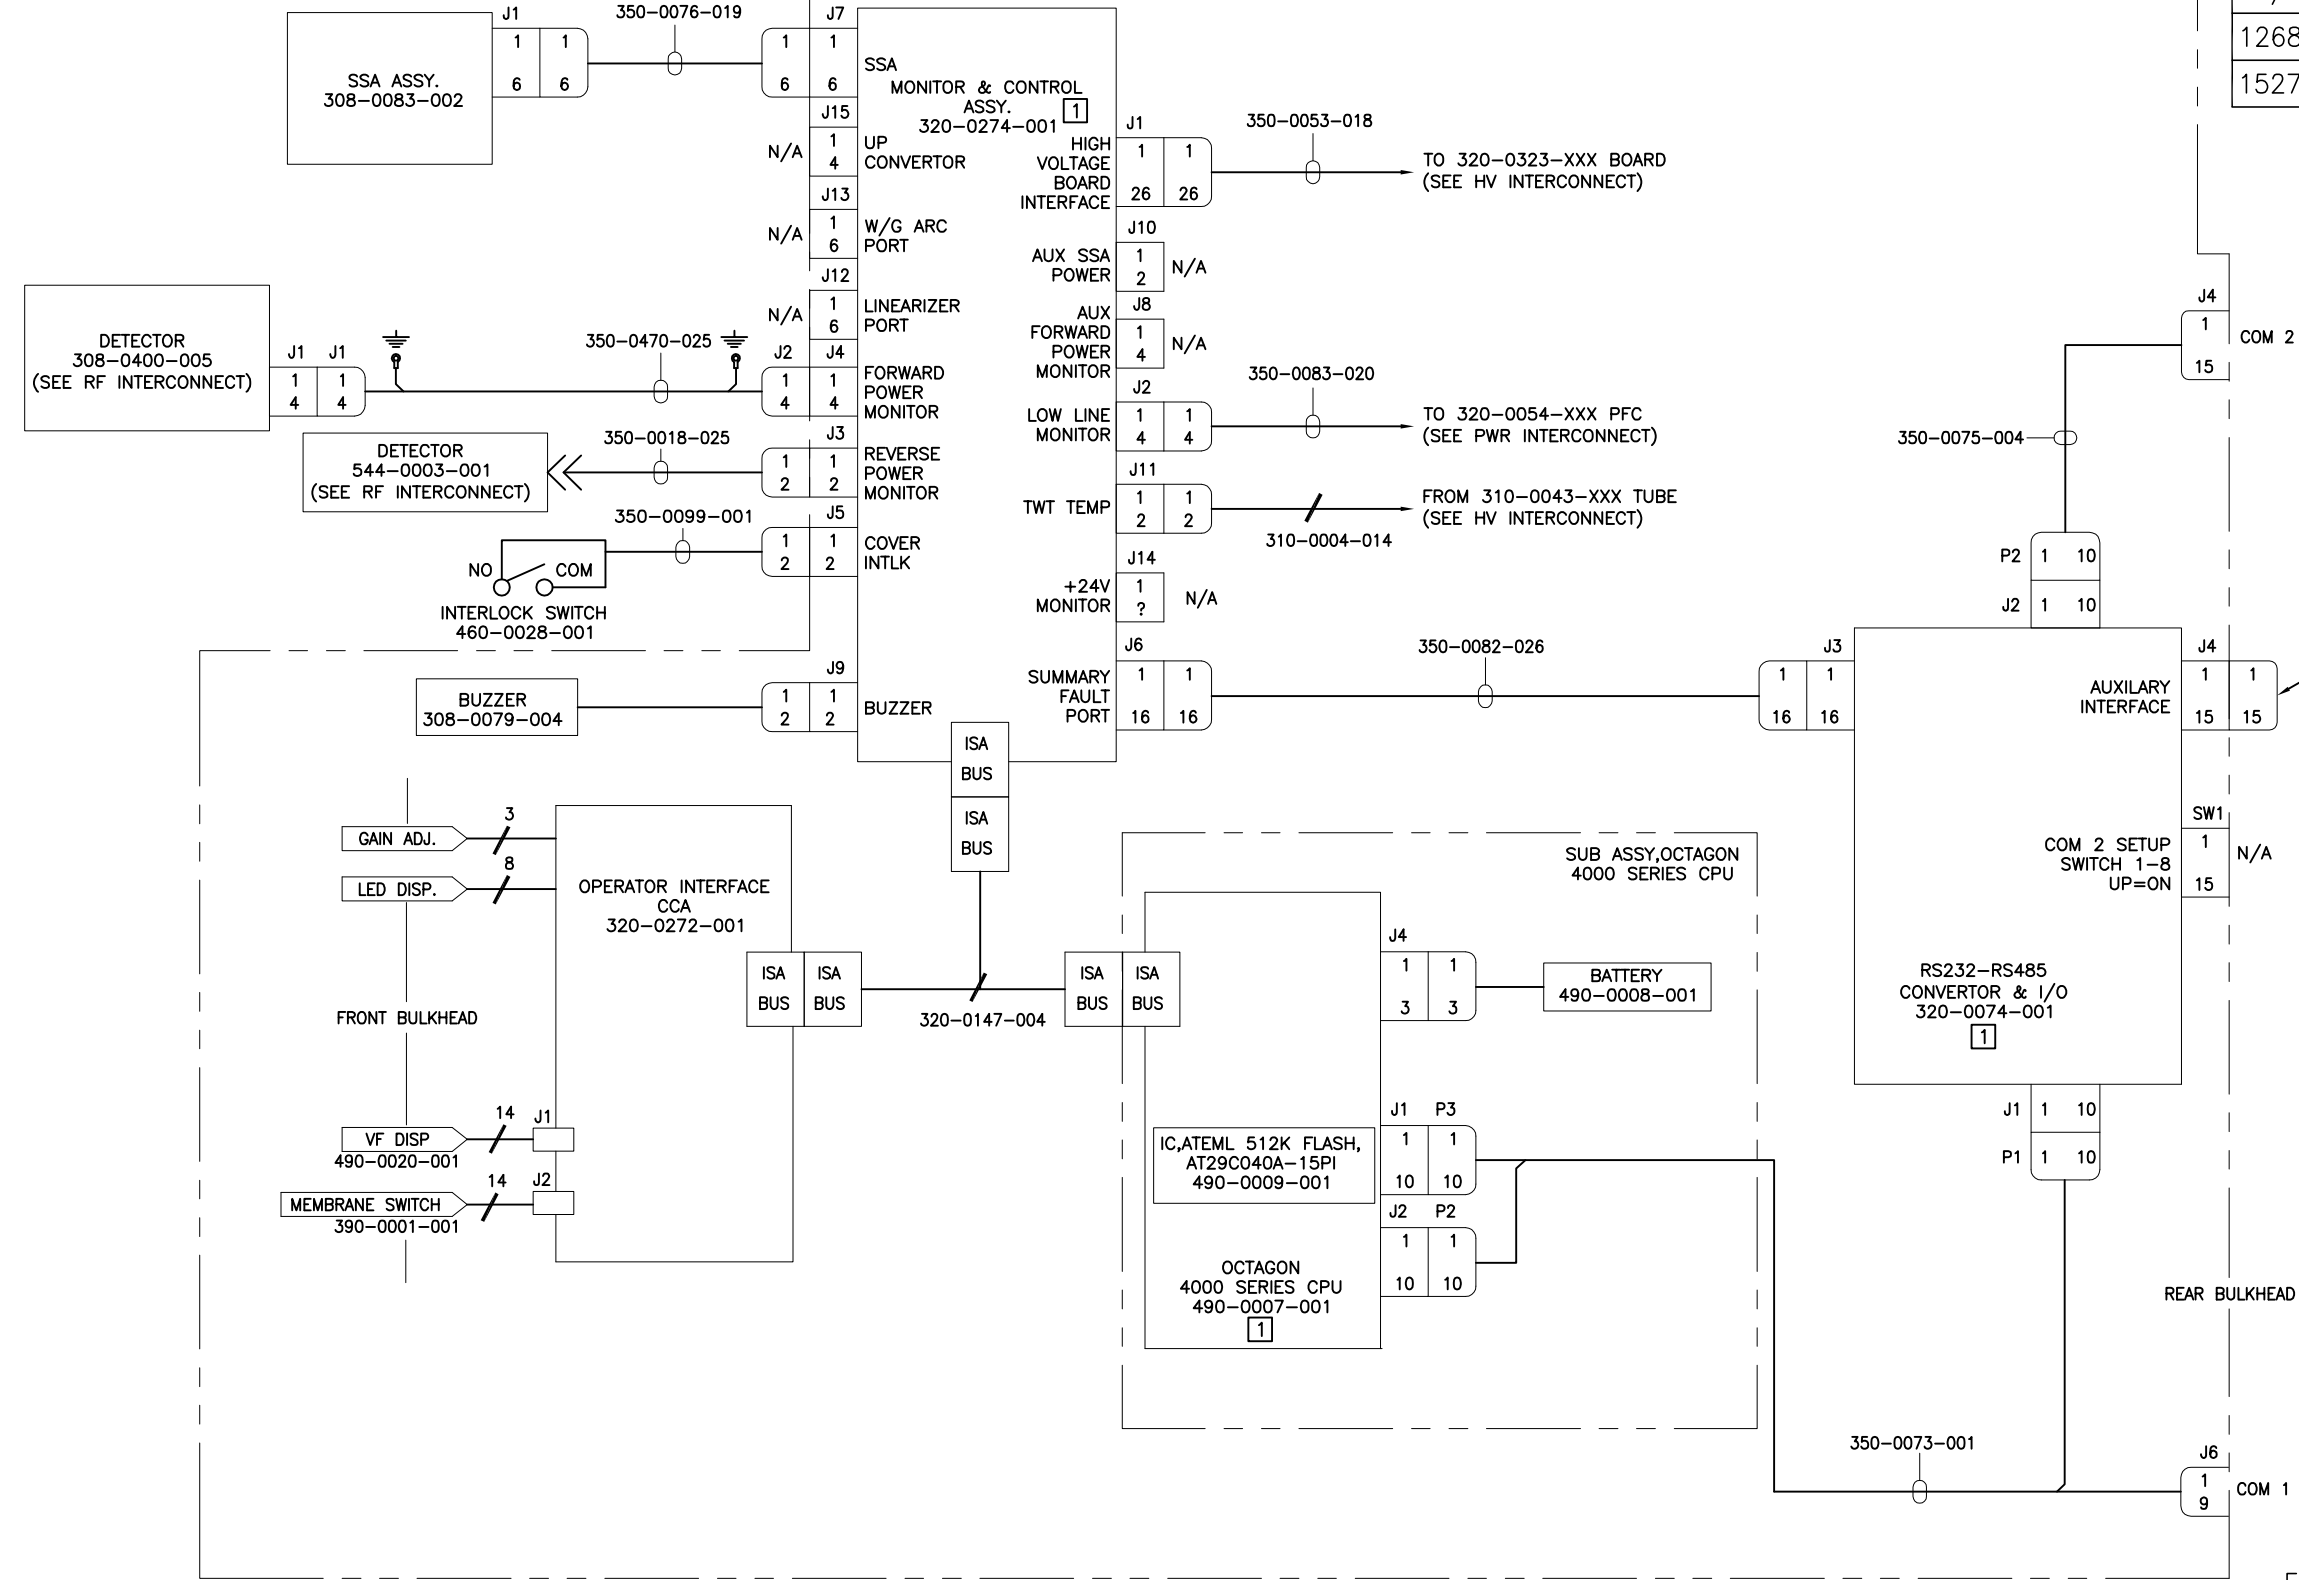 J1
350-0076-019
J7
1 1
6 6
1 1
6 6
SSA ASSY.
308-0083-002
SSA
MONITOR & CONTROL
ASSY.
320-0274-001
1
J15
N/A
1
4
UP
CONVERTOR
J13
N/A
1
6
W/G ARC
PORT
J12
N/A
1
6
LINEARIZER
PORT
DETECTOR
308-0400-005
(SEE RF INTERCONNECT)
J1 J1
1 1
4 4
350-0470-025
J2 J4
1 1
4 4
FORWARD
POWER
MONITOR
DETECTOR
544-0003-001
(SEE RF INTERCONNECT)
350-0018-025
J3
1 1
2 2
REVERSE
POWER
MONITOR
350-0099-001
J5
1 1
2 2
COVER
INTLK
NO
COM
INTERLOCK SWITCH
460-0028-001
BUZZER
308-0079-004
J9
1 1
2 2
BUZZER
J1
HIGH
VOLTAGE
BOARD
INTERFACE
1 1
26 26
350-0053-018
TO 320-0323-XXX BOARD
(SEE HV INTERCONNECT)
J10
AUX SSA
POWER
1
2
N/A
J8
AUX
FORWARD
POWER
MONITOR
1
4
N/A
J2
LOW LINE
MONITOR
1 1
4 4
350-0083-020
TO 320-0054-XXX PFC
(SEE PWR INTERCONNECT)
J11
TWT TEMP
1 1
2 2
310-0004-014
FROM 310-0043-XXX TUBE
(SEE HV INTERCONNECT)
J14
+24V
MONITOR
1
?
N/A
J6
SUMMARY
FAULT
PORT
1 1
16 16
350-0082-026
J3
1 1
16 16
ISA
BUS
ISA
BUS
GAIN ADJ.
3
LED DISP.
8
OPERATOR INTERFACE
CCA
320-0272-001
FRONT BULKHEAD
ISA ISA
BUS BUS
320-0147-004
ISA ISA
BUS BUS
VF DISP
490-0020-001
14
J1
MEMBRANE SWITCH
390-0001-001
14
J2
SUB ASSY,OCTAGON
4000 SERIES CPU
J4
1 1
3 3
BATTERY
490-0008-001
J1 P3
1 1
10 10
IC,ATEML 512K FLASH,
AT29C040A-15PI
490-0009-001
J2 P2
1 1
10 10
OCTAGON
4000 SERIES CPU
490-0007-001
1
1268
1527
J4
1
15
COM 2
350-0075-004
P2 1 10
J2 1 10
J4
AUXILARY
INTERFACE
1 1
15 15
SW1
COM 2 SETUP
SWITCH 1-8
UP=ON
1
15
N/A
RS232-RS485
CONVERTOR & I/O
320-0074-001
1
J1 1 10
P1 1 10
REAR BULKHEAD
350-0073-001
J6
1
9
COM 1